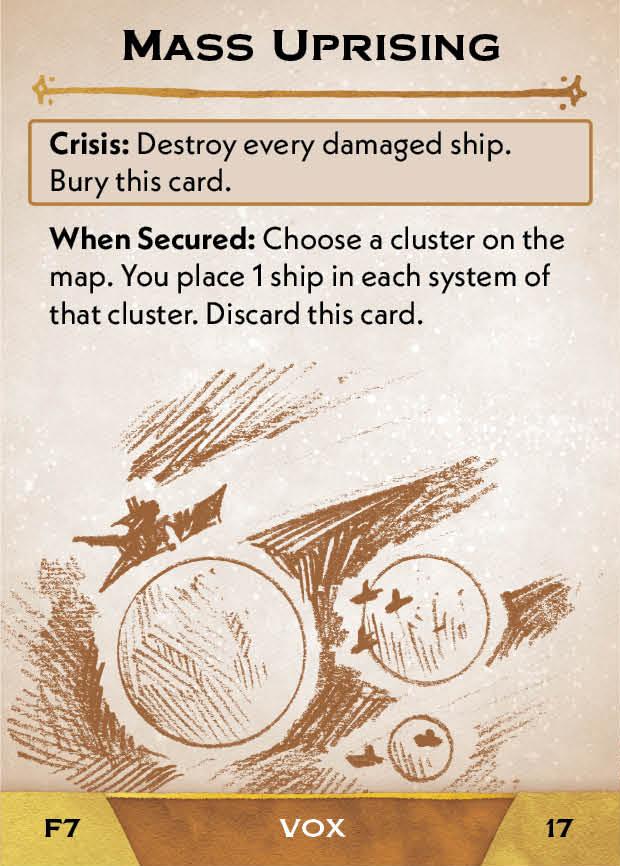 MASS UPRISING
Crisis: Destroy every damaged ship.
Bury this card.
When Secured: Choose a cluster on the
map. You place 1 ship in each system of
that cluster. Discard this card.
F7 VOX 17